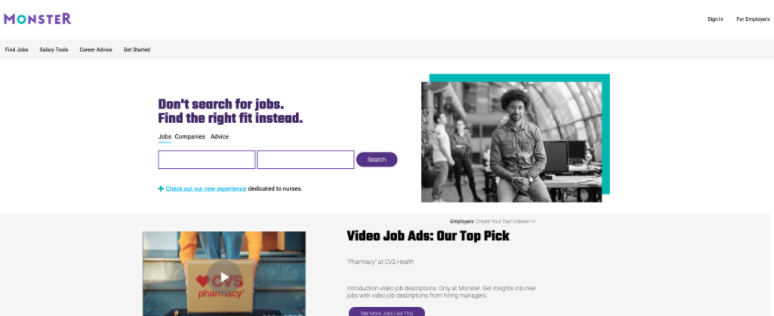 MONSTER
Sign In For Employers
Find Jobs Salary Tools Career Advice Get Started
Don't search for jobs.
Find the right fit instead.
Jobs Companies Advice
Search
Check out our new experience dedicated to nurses.
Employers: Create Your Own Videos! >>
Video Job Ads: Our Top Pick
"Pharmacy" at CVS Health
CVS
pharmacy
Introduction video job descriptions. Only at Monster. Get insights into real
jobs with video job descriptions from hiring managers.
See More Jobs Like This